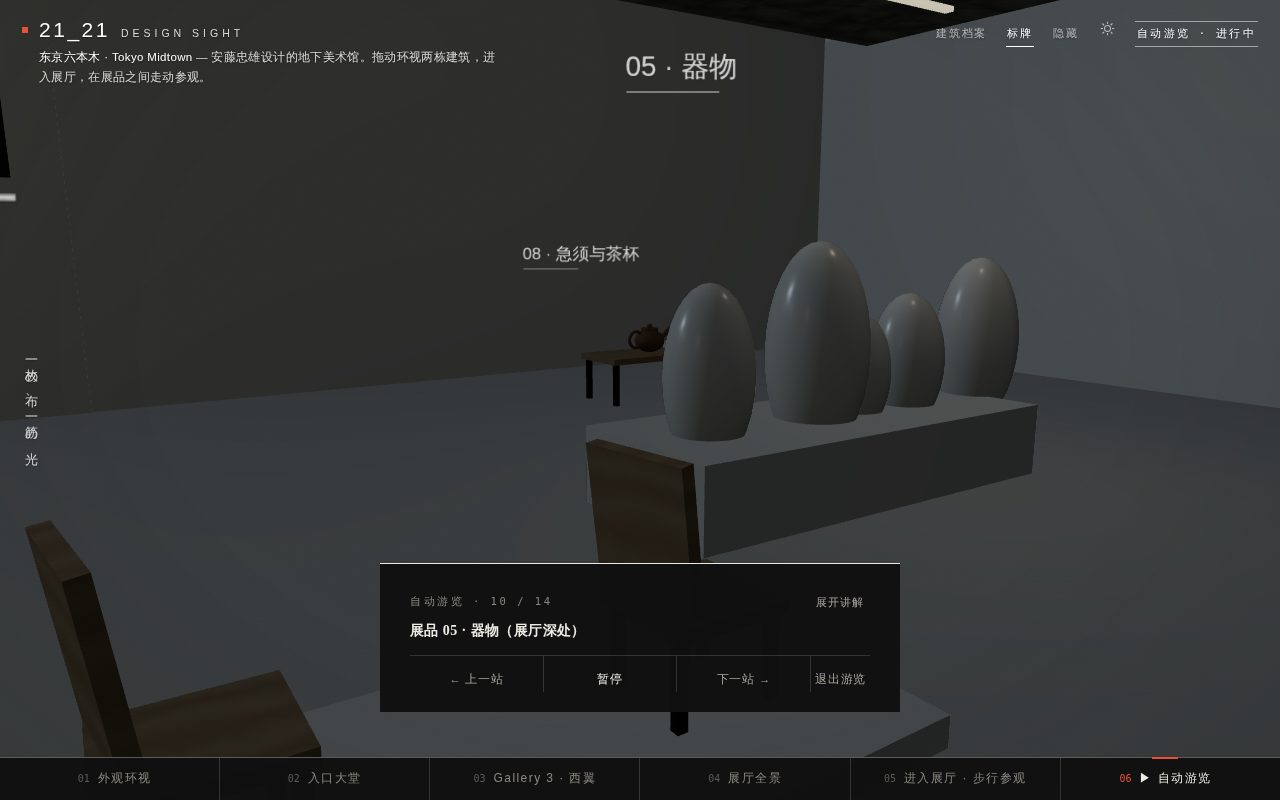 21_21 DESIGN SIGHT
东京六本木 · Tokyo Midtown — 安藤忠雄设计的地下美术馆。拖动环视两栋建筑，进
入展厅，在展品之间走动参观。
建筑档案 标牌 隐藏 自动游览 · 进行中
05 · 器物
08 · 急须与茶杯
一枚の布、一筋の光
自动游览 · 10 / 14
展开讲解
展品 05 · 器物（展厅深处）
← 上一站 暂停 下一站 → 退出游览
01 外观环视 02 入口大堂 03 Gallery 3 · 西翼 04 展厅全景 05 进入展厅 · 步行参观 06 ▶ 自动游览